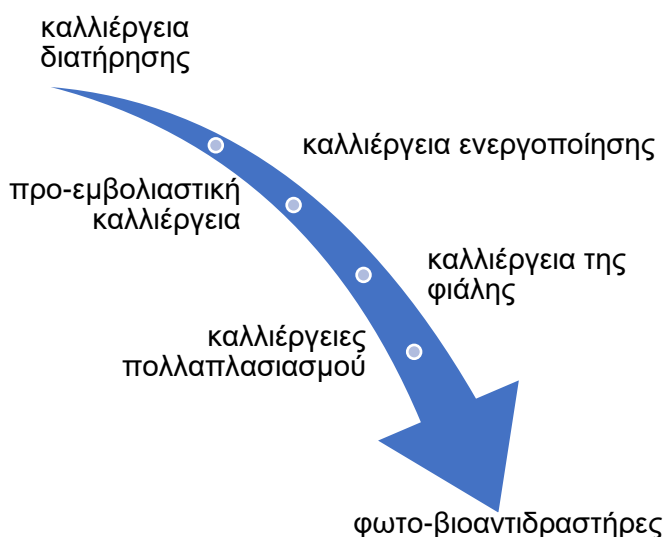 καλλιέργεια
διατήρησης
καλλιέργεια ενεργοποίησης
προ-εμβολιαστική
καλλιέργεια
καλλιέργεια της
φιάλης
καλλιέργειες
πολλαπλασιασμού
φωτο-βιοαντιδραστήρες